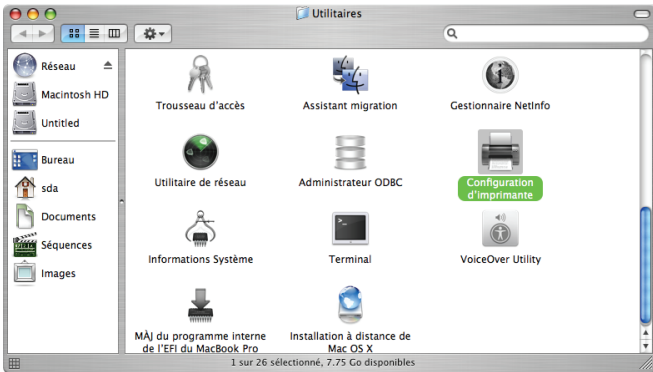 Utilitaires
Réseau
Macintosh HD
Untitled
Bureau
sda
Documents
Séquences
Images
Trousseau d'accès
Assistant migration
Gestionnaire NetInfo
Utilitaire de réseau
Administrateur ODBC
Configuration
d'imprimante
Informations Système
Terminal
VoiceOver Utility
MÀJ du programme interne
de l'EFI du MacBook Pro
Installation à distance de
Mac OS X
1 sur 26 sélectionné, 7.75 Go disponibles